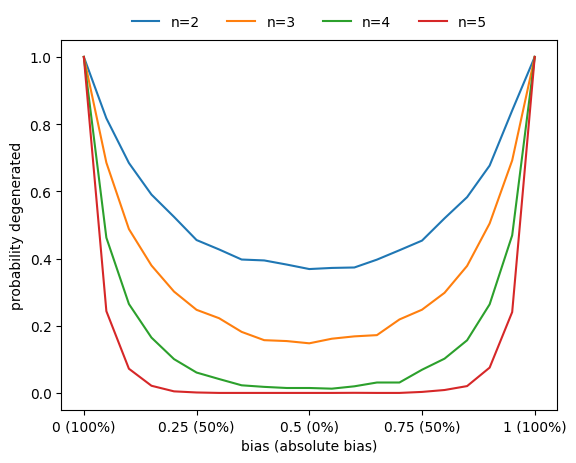 n=2 n=3 n=4 n=5
1.0
0.8
0.6
0.4
0.2
0.0
probability degenerated
0 (100%) 0.25 (50%) 0.5 (0%) 0.75 (50%) 1 (100%)
bias (absolute bias)